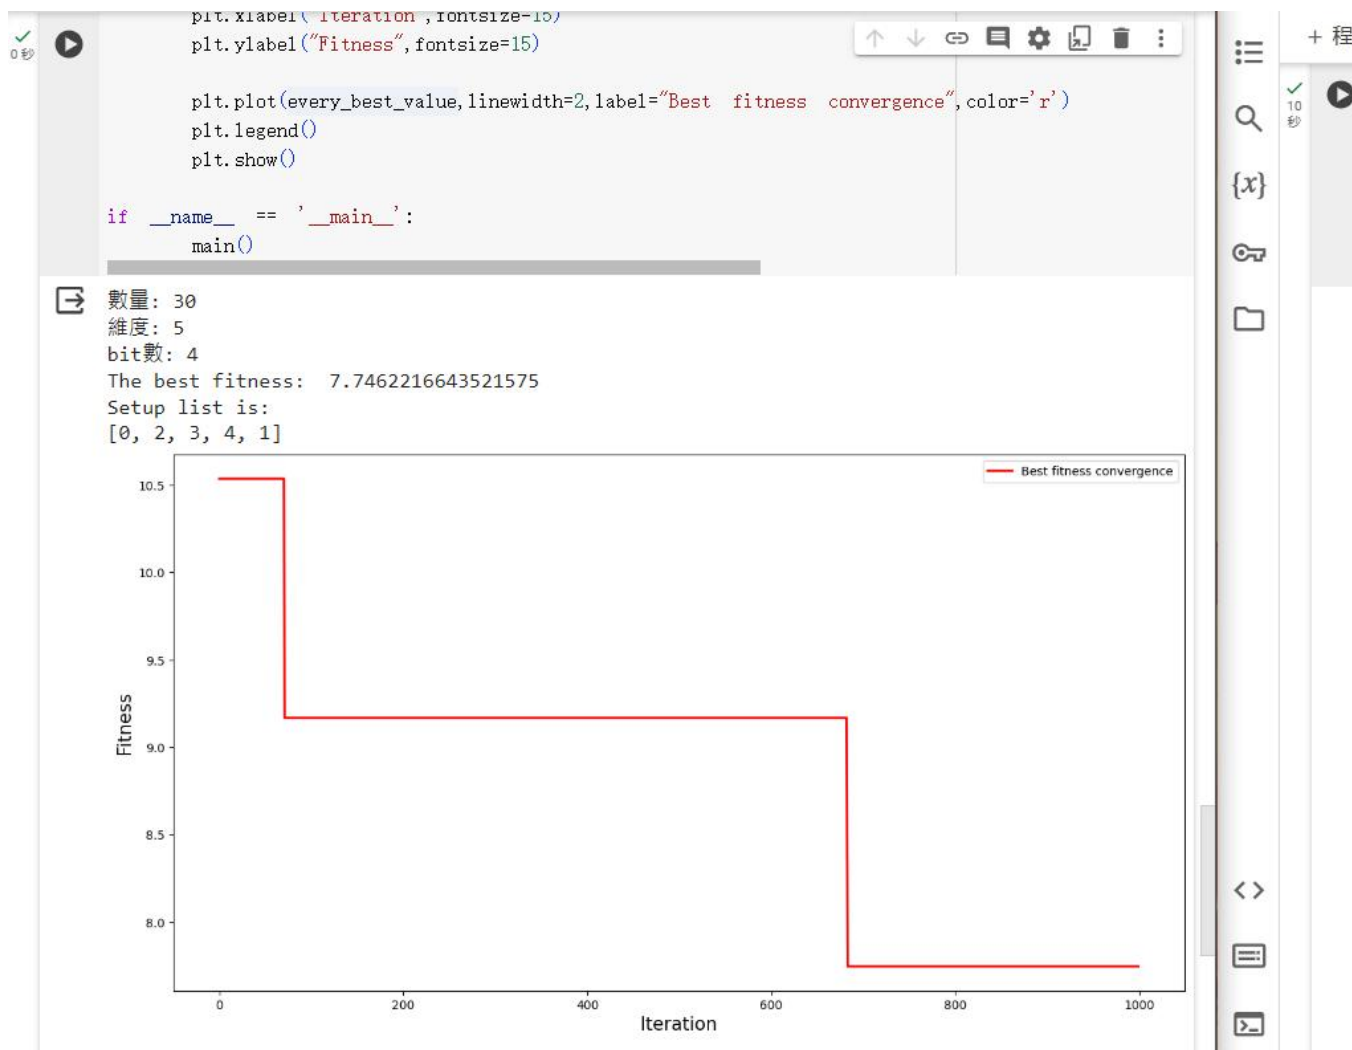 plt.xlabel("Iteration",fontsize=15)
plt.ylabel("Fitness",fontsize=15)
plt.plot(every_best_value,linewidth=2,label="Best fitness convergence",color='r')
plt.legend()
plt.show()
if __name__ == '__main__':
main()
0 秒
數量: 30
維度: 5
bit數: 4
The best fitness: 7.7462216643521575
Setup list is:
[0, 2, 3, 4, 1]
Best fitness convergence
10.5
10.0
9.5
9.0
8.5
8.0
Fitness
0 200 400 600 800 1000
Iteration
{x}
+ 程
10
秒